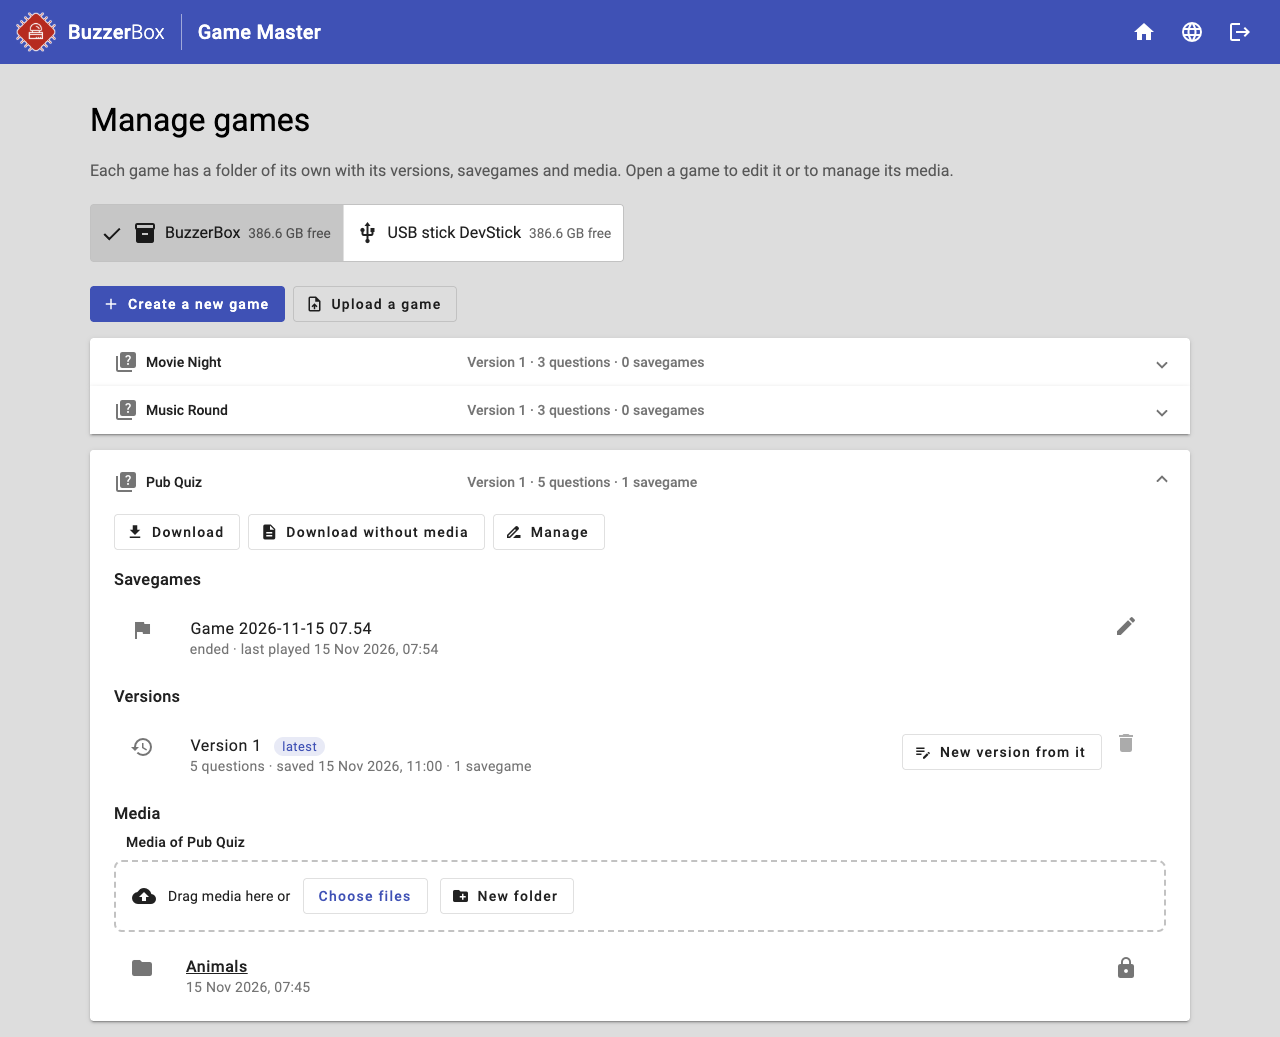 BuzzerBox
Game Master
Manage games
Each game has a folder of its own with its versions, savegames and media. Open a game to edit it or to manage its media.
BuzzerBox 386.6 GB free
USB stick DevStick 386.6 GB free
Create a new game
Upload a game
Movie Night
Version 1 · 3 questions · 0 savegames
Music Round
Version 1 · 3 questions · 0 savegames
Pub Quiz
Version 1 · 5 questions · 1 savegame
Download
Download without media
Manage
Savegames
Game 2026-11-15 07.54
ended · last played 15 Nov 2026, 07:54
Versions
Version 1 latest
5 questions · saved 15 Nov 2026, 11:00 · 1 savegame
New version from it
Media
Media of Pub Quiz
Drag media here or
Choose files
New folder
Animals
15 Nov 2026, 07:45